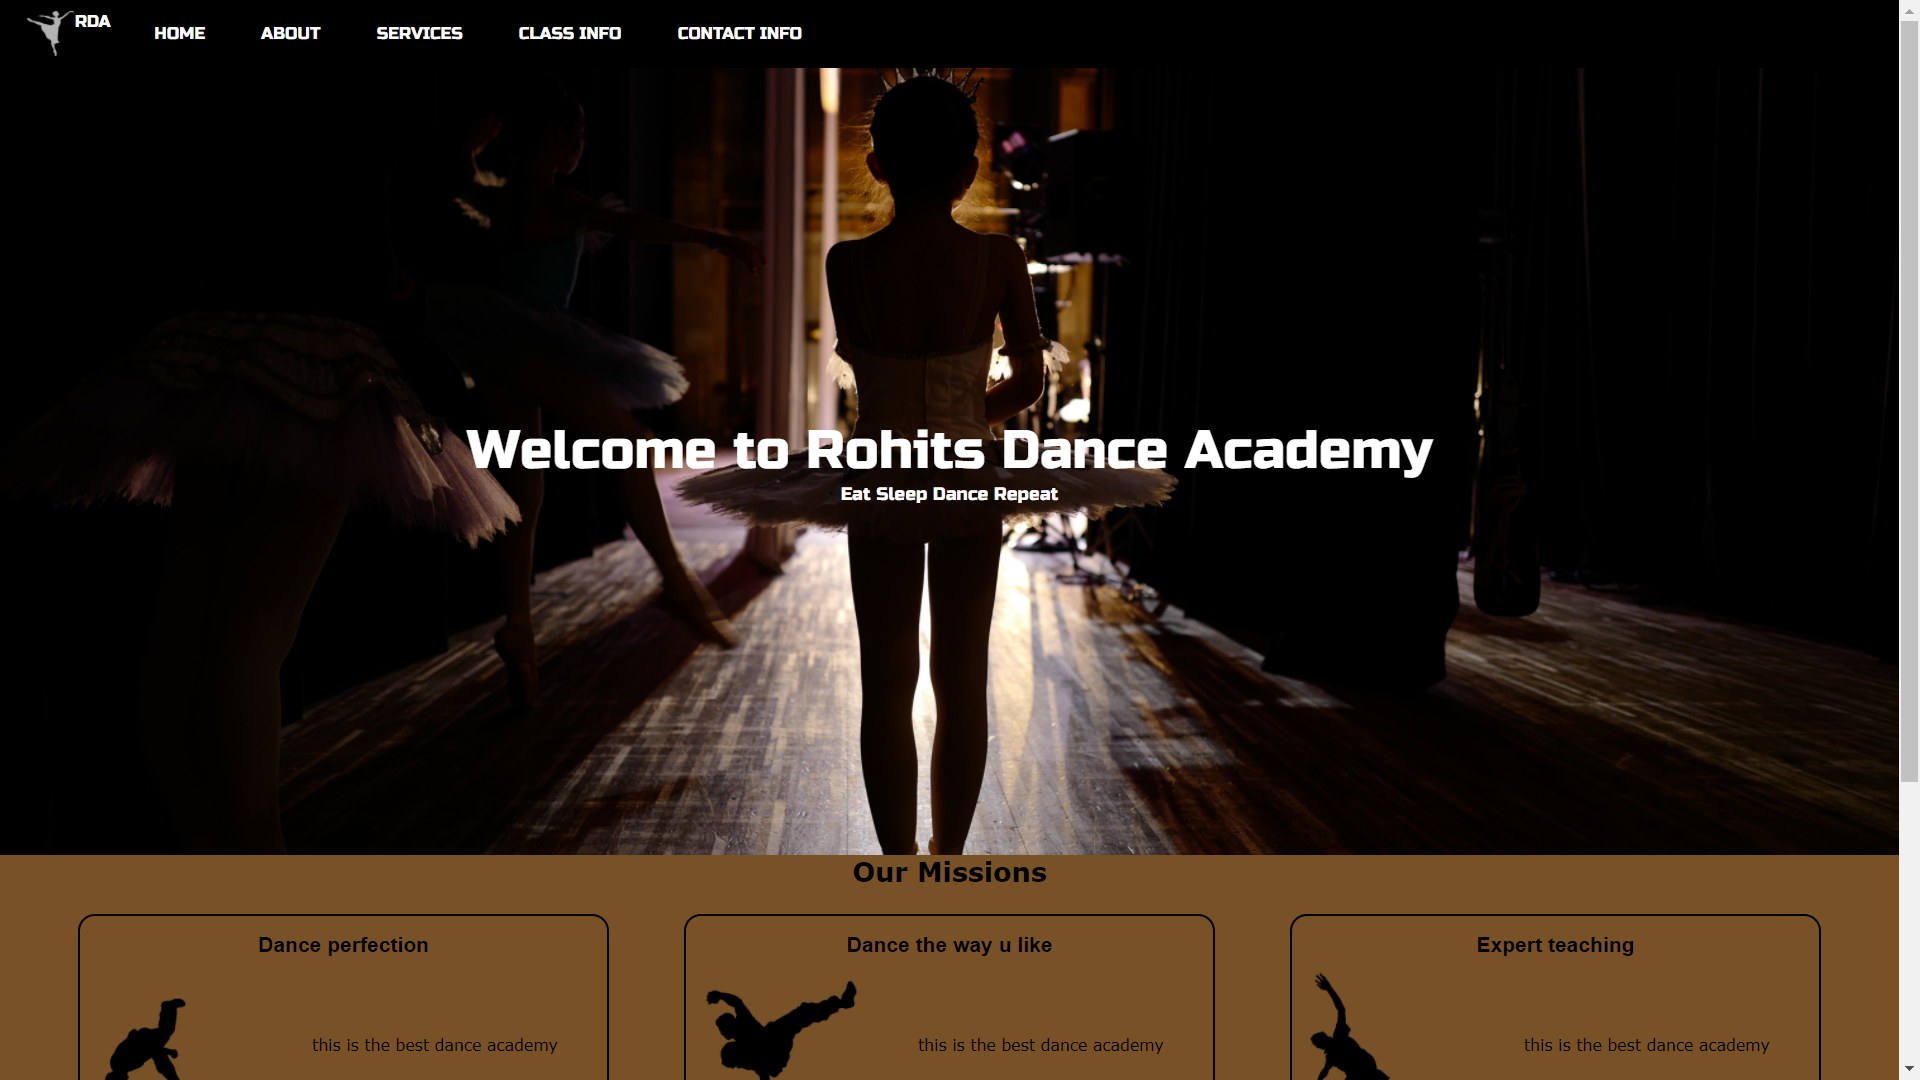 RDA
HOME ABOUT SERVICES CLASS INFO CONTACT INFO
Welcome to Rohits Dance Academy
Eat Sleep Dance Repeat
Our Missions
Dance perfection
this is the best dance academy
Dance the way u like
this is the best dance academy
Expert teaching
this is the best dance academy